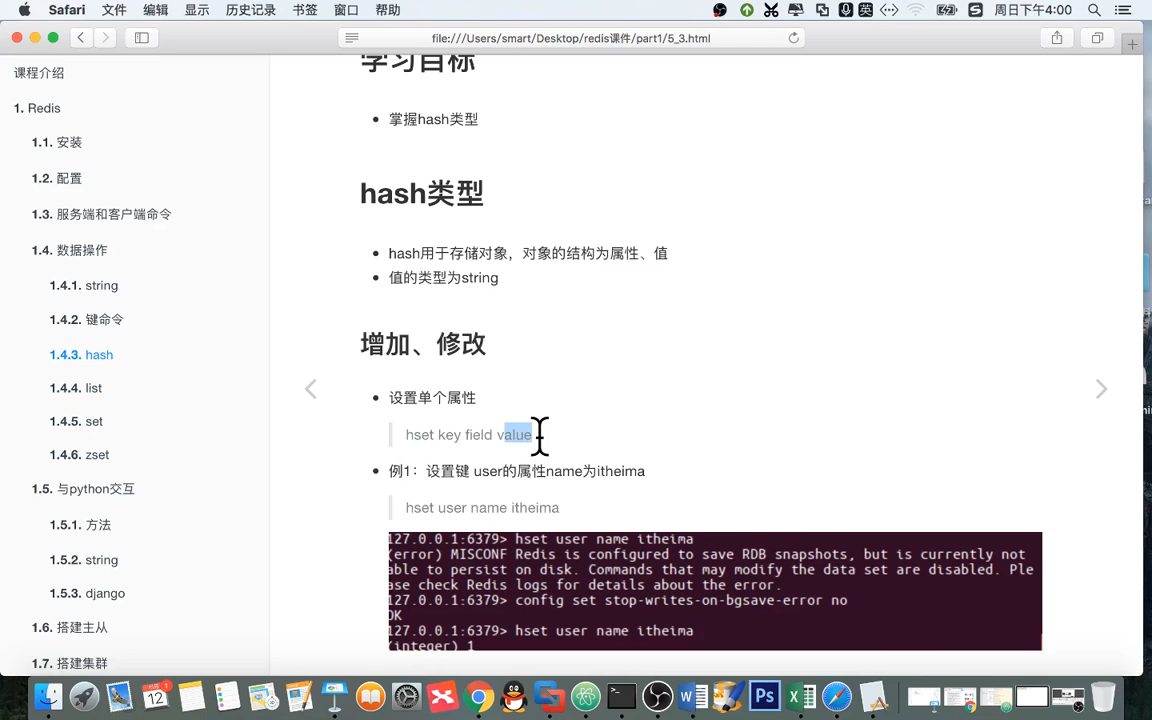 Safari 文件 编辑 显示 历史记录 书签 窗口 帮助 英 周日下午4:00
file:///Users/smart/Desktop/redis课件/part1/5_3.html
课程介绍
1. Redis
1.1. 安装
1.2. 配置
1.3. 服务端和客户端命令
1.4. 数据操作
1.4.1. string
1.4.2. 键命令
1.4.3. hash
1.4.4. list
1.4.5. set
1.4.6. zset
1.5. 与python交互
1.5.1. 方法
1.5.2. string
1.5.3. django
1.6. 搭建主从
1.7. 搭建集群
学习目标
掌握hash类型
hash类型
hash用于存储对象，对象的结构为属性、值
值的类型为string
增加、修改
设置单个属性
hset key field value
例1：设置键 user的属性name为itheima
hset user name itheima
127.0.0.1:6379> hset user name itheima
(error) MISCONF Redis is configured to save RDB snapshots, but is currently not
able to persist on disk. Commands that may modify the data set are disabled. Ple
ase check Redis logs for details about the error.
127.0.0.1:6379> config set stop-writes-on-bgsave-error no
OK
127.0.0.1:6379> hset user name itheima
(integer) 1
12
1
Ps